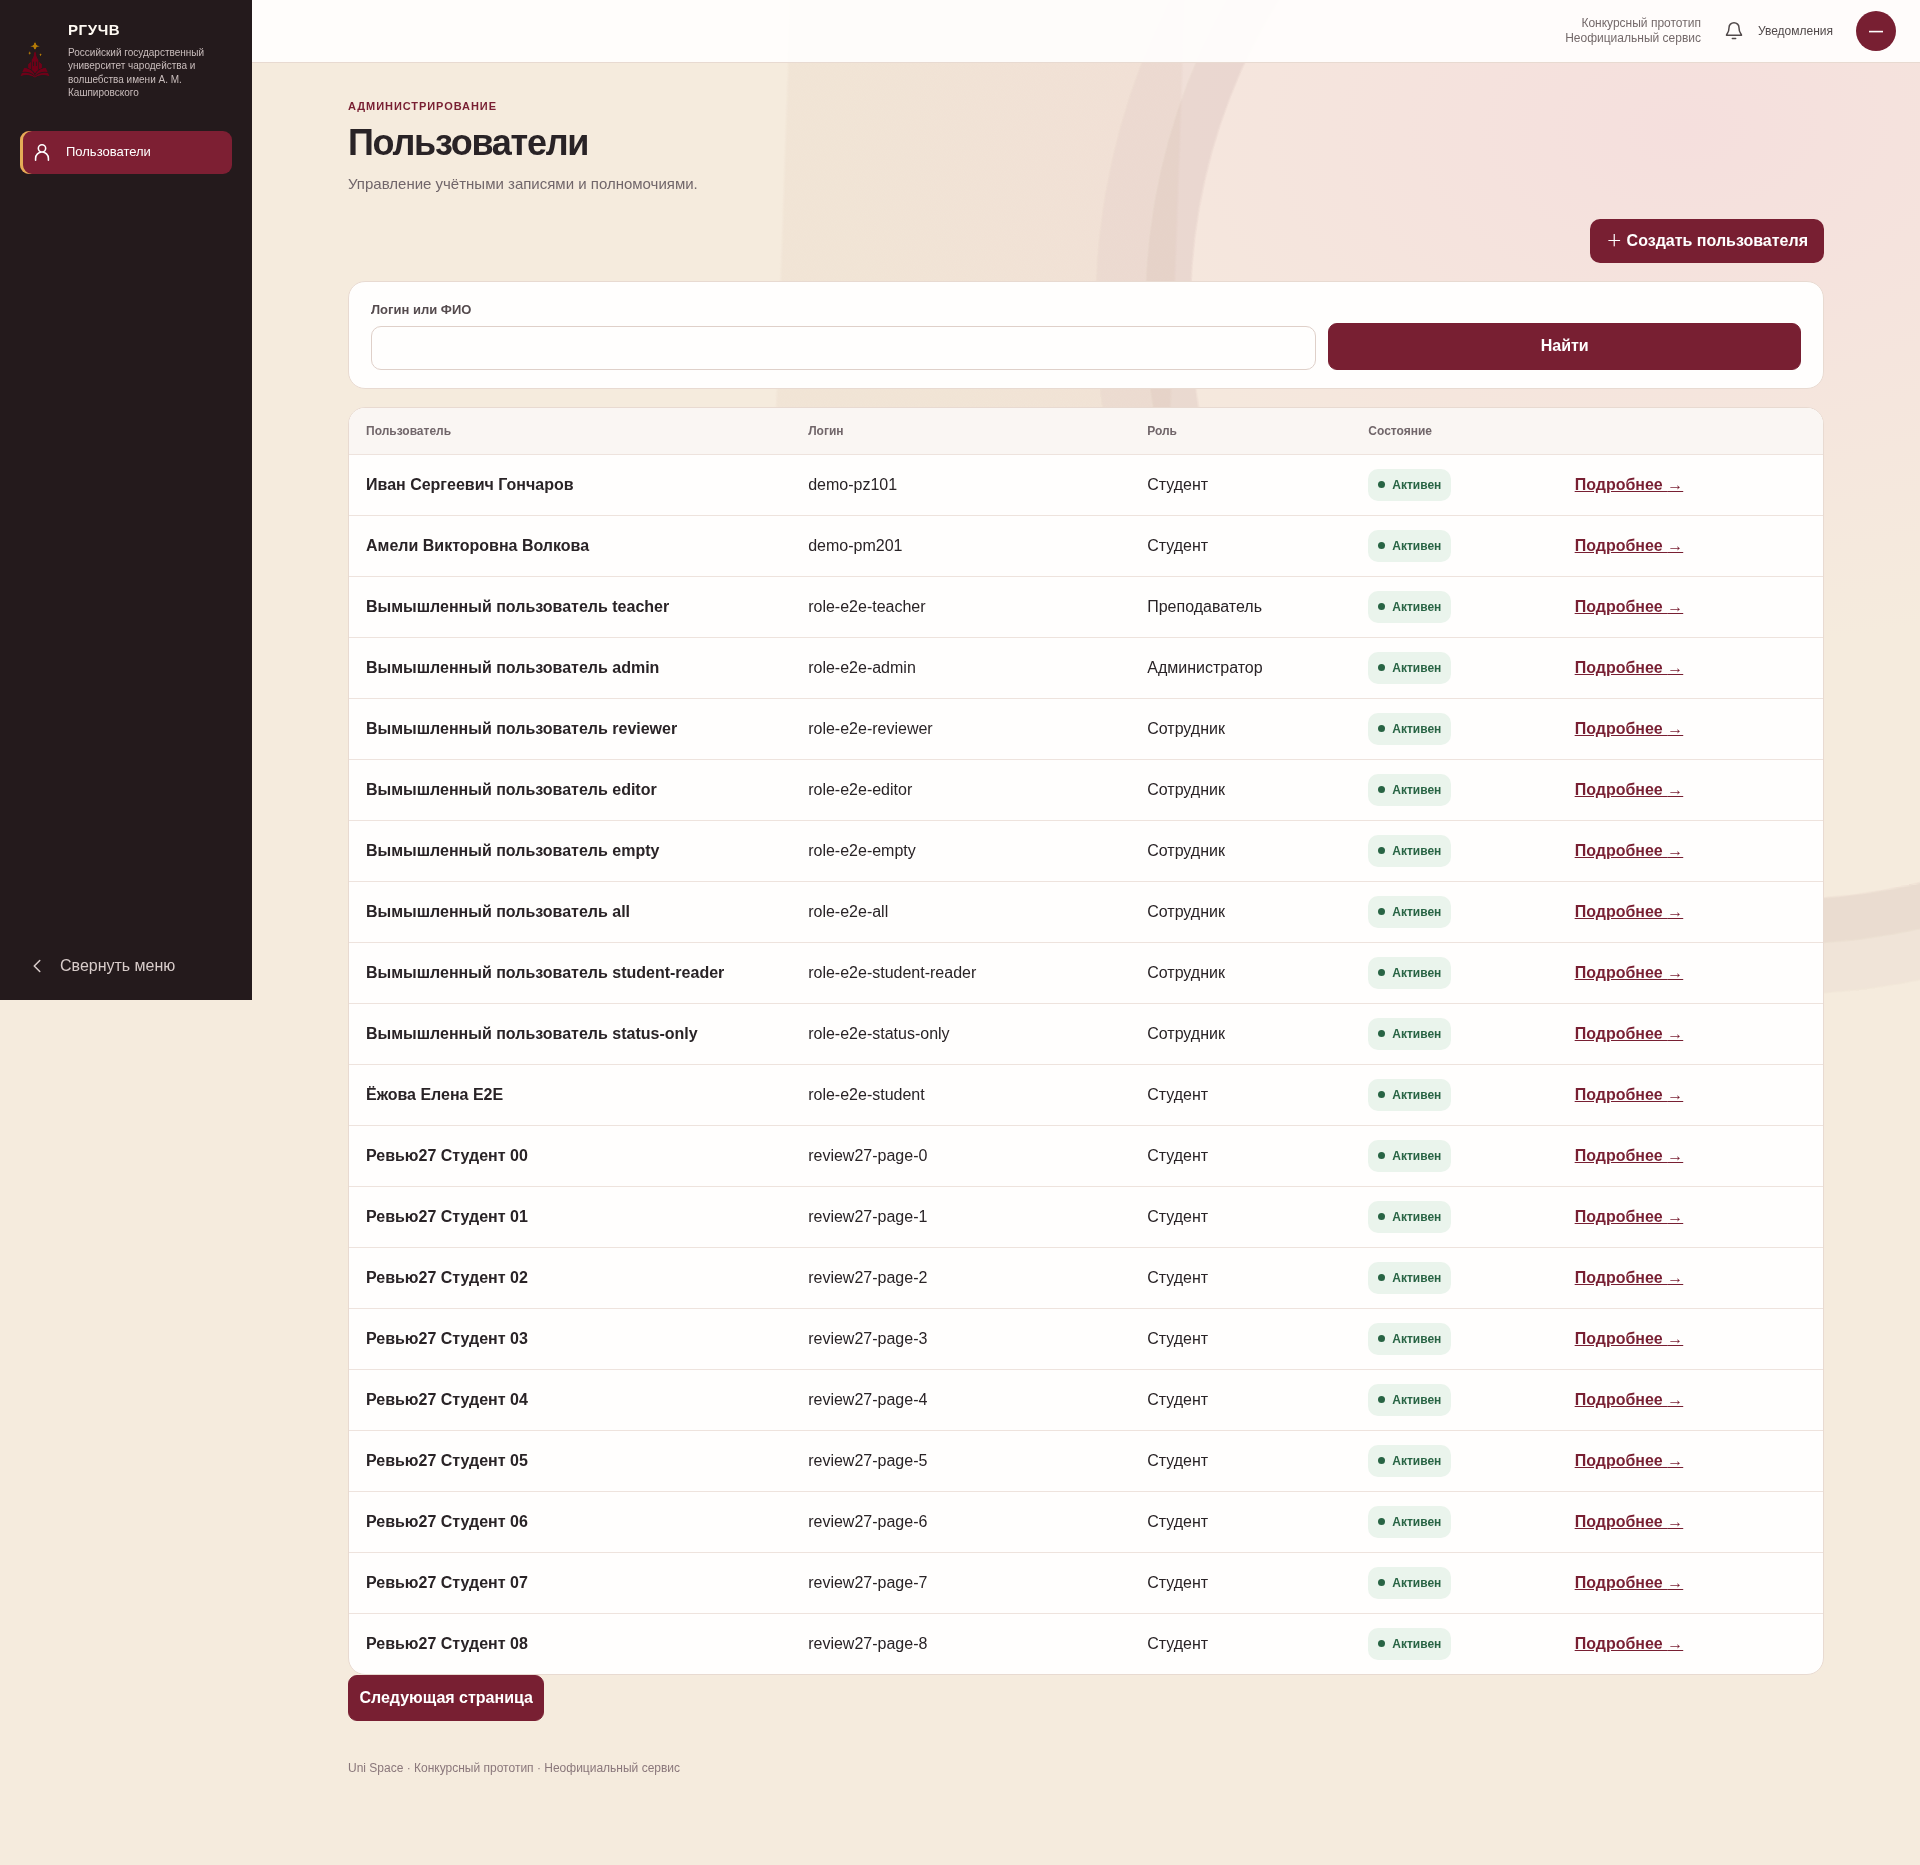 РГУЧВ
Российский государственный
университет чародейства и
волшебства имени А. М.
Кашпировского
Пользователи
Свернуть меню
Конкурсный прототип
Неофициальный сервис
Уведомления
АДМИНИСТРИРОВАНИЕ
Пользователи
Управление учётными записями и полномочиями.
Создать пользователя
Логин или ФИО
Найти
Пользователь Логин Роль Состояние
Иван Сергеевич Гончаров demo-pz101 Студент Активен Подробнее →
Амели Викторовна Волкова demo-pm201 Студент Активен Подробнее →
Вымышленный пользователь teacher role-e2e-teacher Преподаватель Активен Подробнее →
Вымышленный пользователь admin role-e2e-admin Администратор Активен Подробнее →
Вымышленный пользователь reviewer role-e2e-reviewer Сотрудник Активен Подробнее →
Вымышленный пользователь editor role-e2e-editor Сотрудник Активен Подробнее →
Вымышленный пользователь empty role-e2e-empty Сотрудник Активен Подробнее →
Вымышленный пользователь all role-e2e-all Сотрудник Активен Подробнее →
Вымышленный пользователь student-reader role-e2e-student-reader Сотрудник Активен Подробнее →
Вымышленный пользователь status-only role-e2e-status-only Сотрудник Активен Подробнее →
Ёжова Елена E2E role-e2e-student Студент Активен Подробнее →
Ревью27 Студент 00 review27-page-0 Студент Активен Подробнее →
Ревью27 Студент 01 review27-page-1 Студент Активен Подробнее →
Ревью27 Студент 02 review27-page-2 Студент Активен Подробнее →
Ревью27 Студент 03 review27-page-3 Студент Активен Подробнее →
Ревью27 Студент 04 review27-page-4 Студент Активен Подробнее →
Ревью27 Студент 05 review27-page-5 Студент Активен Подробнее →
Ревью27 Студент 06 review27-page-6 Студент Активен Подробнее →
Ревью27 Студент 07 review27-page-7 Студент Активен Подробнее →
Ревью27 Студент 08 review27-page-8 Студент Активен Подробнее →
Следующая страница
Uni Space · Конкурсный прототип · Неофициальный сервис